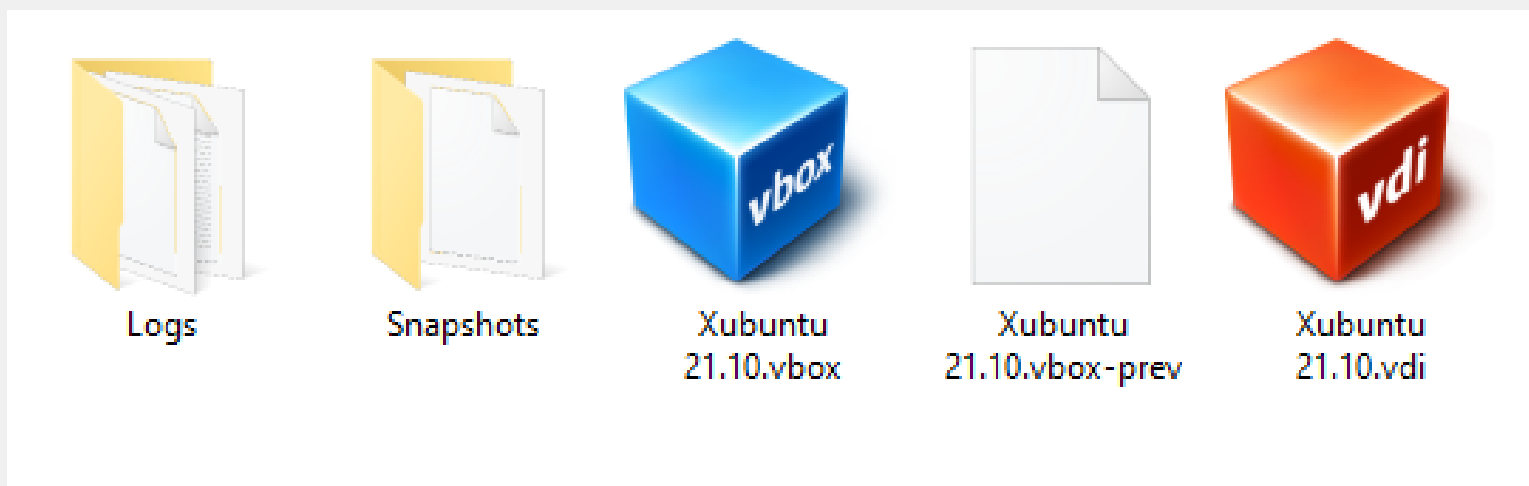 vbox
vdi
Logs
Snapshots
Xubuntu
21.10.vbox
Xubuntu
21.10.vbox-prev
Xubuntu
21.10.vdi